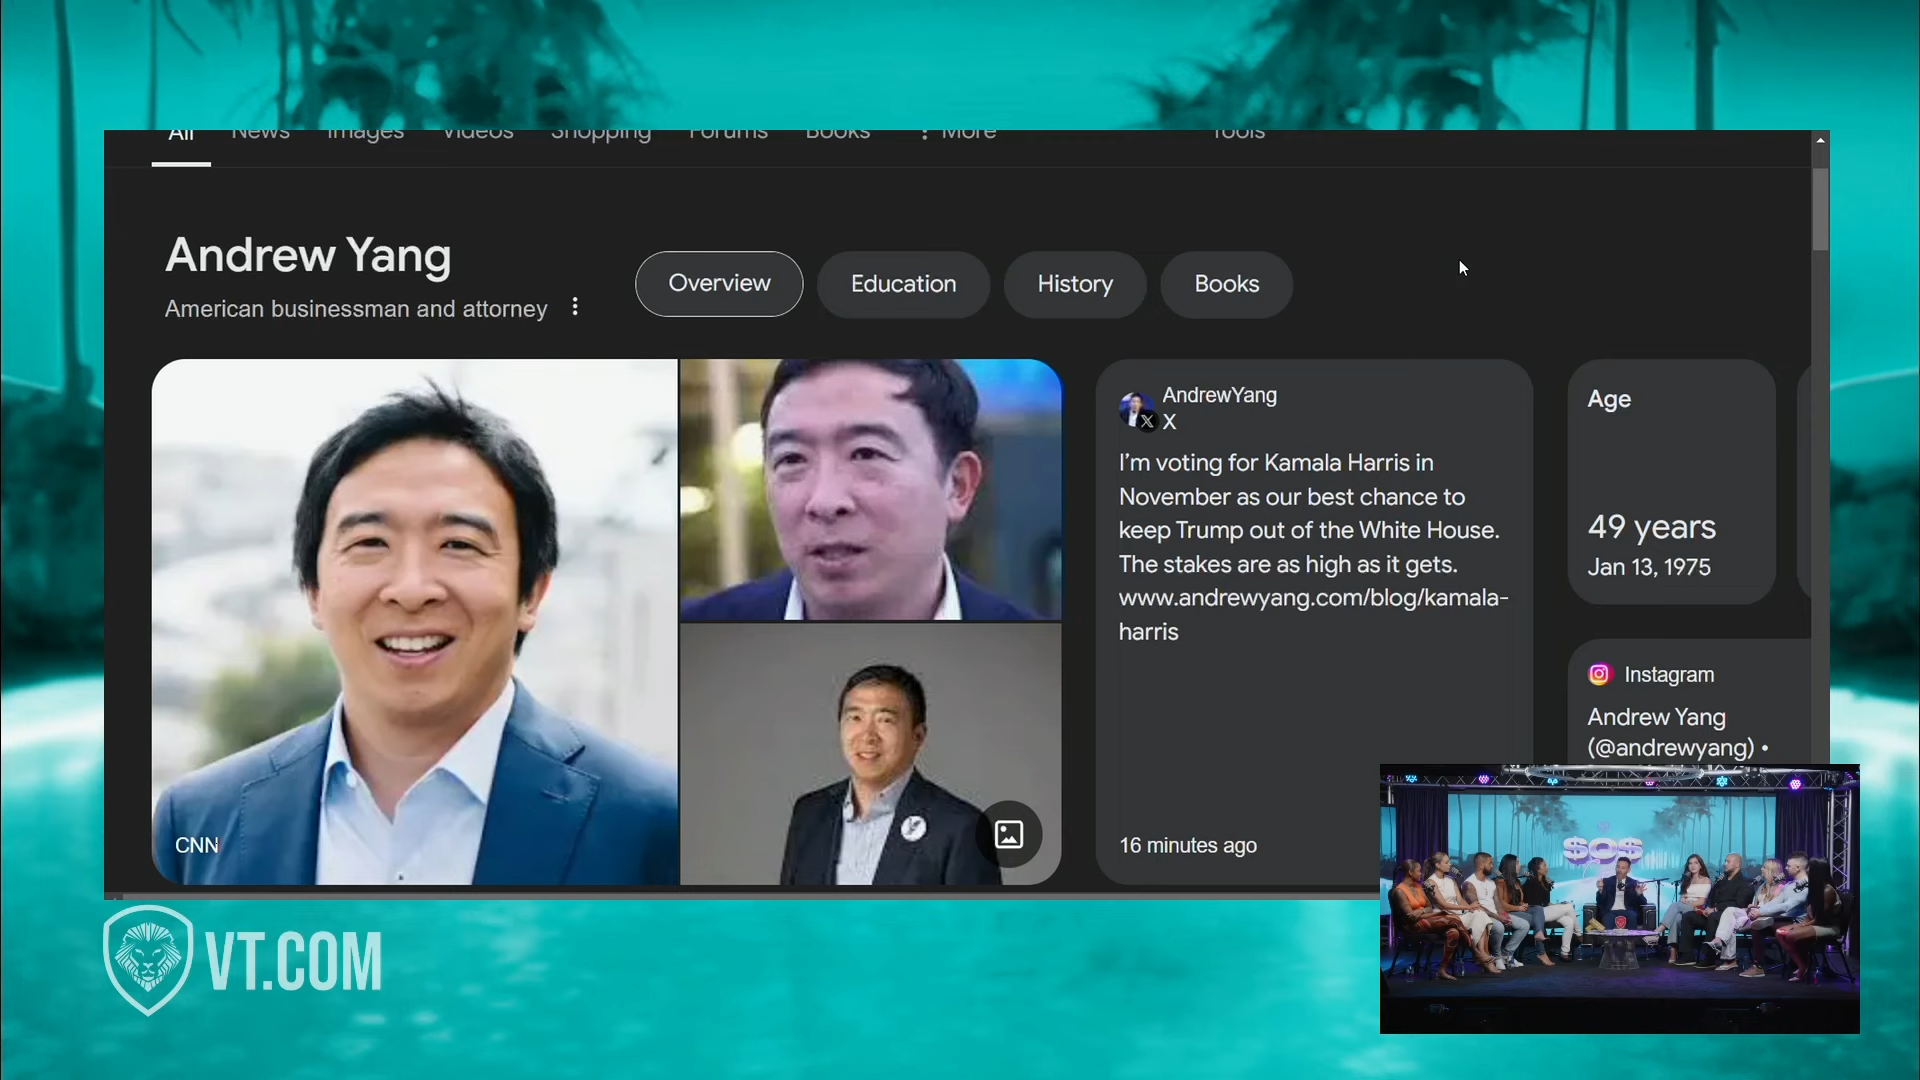 All News Images Videos Shopping Forums Books More Tools
Andrew Yang
American businessman and attorney
Overview Education History Books
CNN
AndrewYang
X
I'm voting for Kamala Harris in
November as our best chance to
keep Trump out of the White House.
The stakes are as high as it gets.
www.andrewyang.com/blog/kamala-
harris
16 minutes ago
Age
49 years
Jan 13, 1975
Instagram
Andrew Yang
(@andrewyang) •
VT.COM
$O$